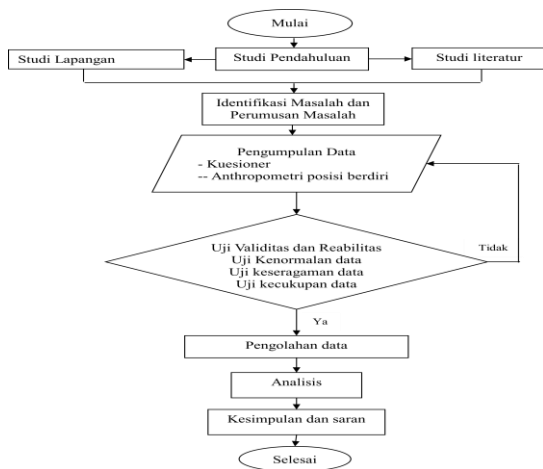 Mulai
Studi Lapangan
Studi Pendahuluan
Studi literatur
Identifikasi Masalah dan
Perumusan Masalah
Pengumpulan Data
- Kuesioner
-- Anthropometri posisi berdiri
Uji Validitas dan Reabilitas
Uji Kenormalan data
Uji keseragaman data
Uji kecukupan data
Tidak
Ya
Pengolahan data
Analisis
Kesimpulan dan saran
Selesai